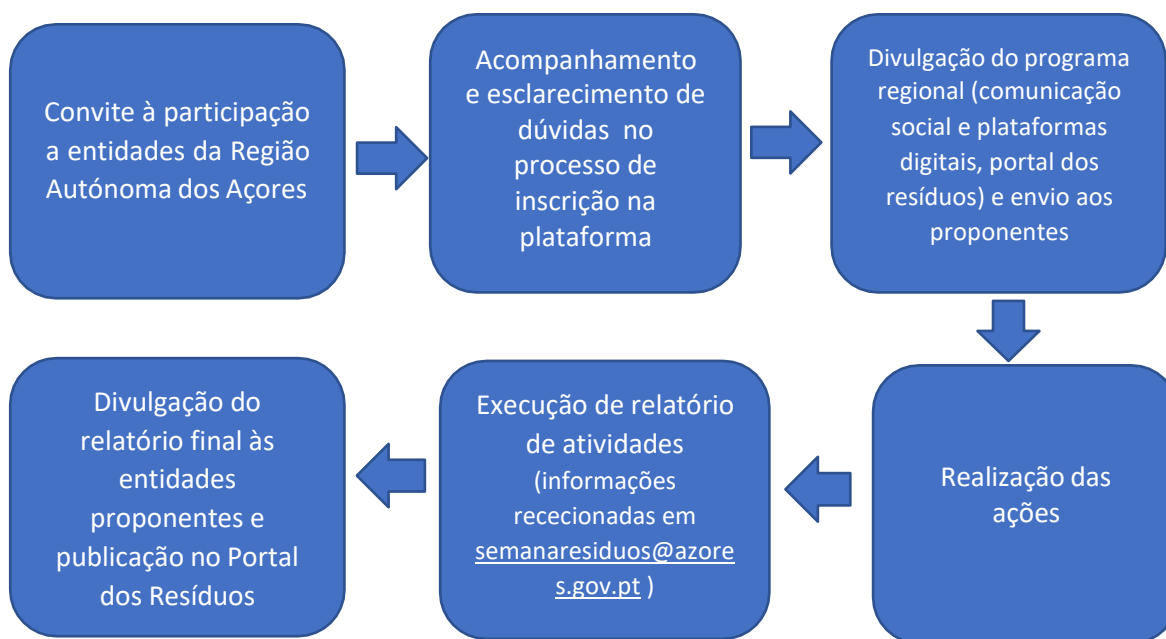 Convite à participação
a entidades da Região
Autónoma dos Açores
Acompanhamento
e esclarecimento de
dúvidas no
processo de
inscrição na
plataforma
Divulgação do programa
regional (comunicação
social e plataformas
digitais, portal dos
resíduos) e envio aos
proponentes
Realização das
ações
Execução de relatório
de atividades
(informações
rececionadas em
semanaresiduos@azore
s.gov.pt )
Divulgação do
relatório final às
entidades
proponentes e
publicação no Portal
dos Resíduos